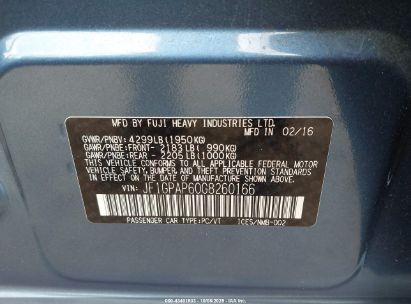 MFD BY FUJI HEAVY INDUSTRIES LTD. 02/16
GVWR/PNBV: 4299LB(1950KG)
GAWR/PNBE:FRONT- 2183LB( 990KG)
GAWR/PNBE:REAR - 2205LB(1000KG)
THIS VEHICLE CONFORMS TO ALL APPLICABLE
FEDERAL MOTOR VEHICLE SAFETY, BUMPER,
AND THEFT PREVENTION STANDARDS IN
EFFECT ON THE DATE OF MANUFACTURE
SHOWN ABOVE.
VIN: JF1GPAP60G8260166
PASSENGER CAR TYPE:PC/VT ICES/NMB-002